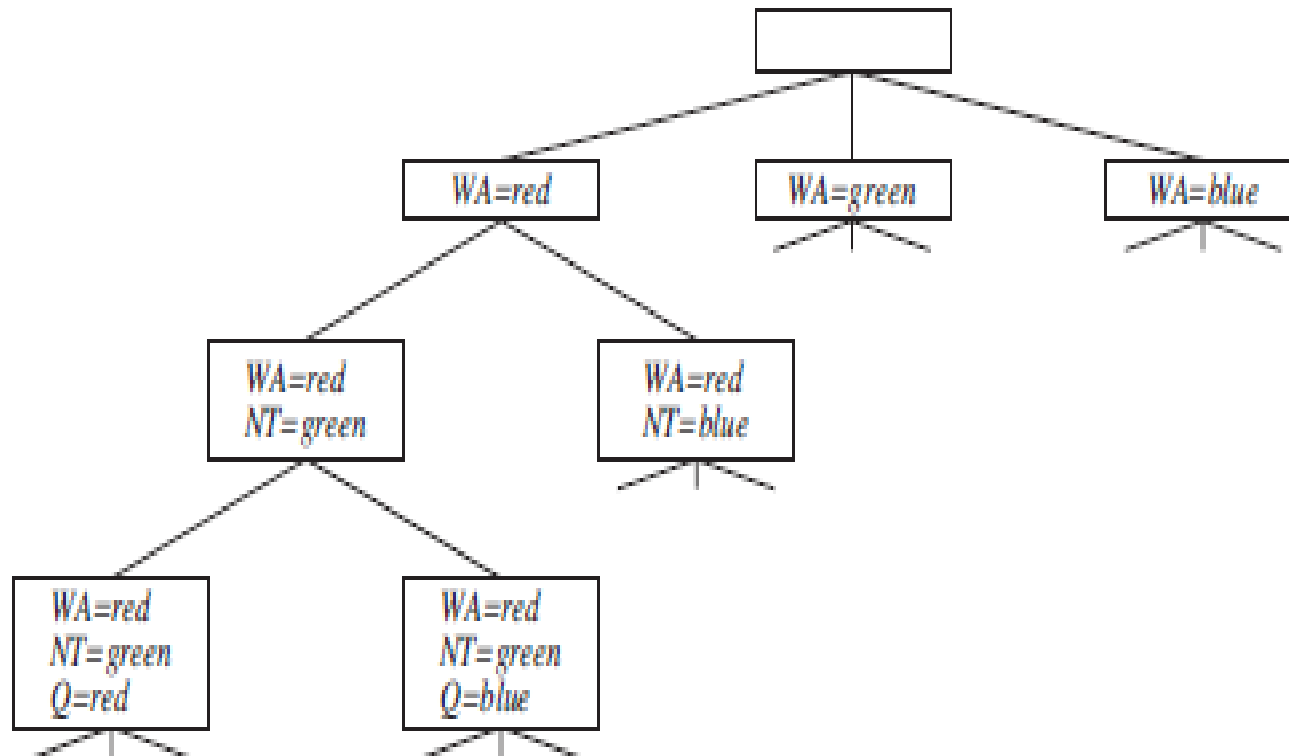 WA=red
WA=green
WA=blue
WA=red
NT=green
WA=red
NT=blue
WA=red
NT=green
Q=red
WA=red
NT=green
Q=blue